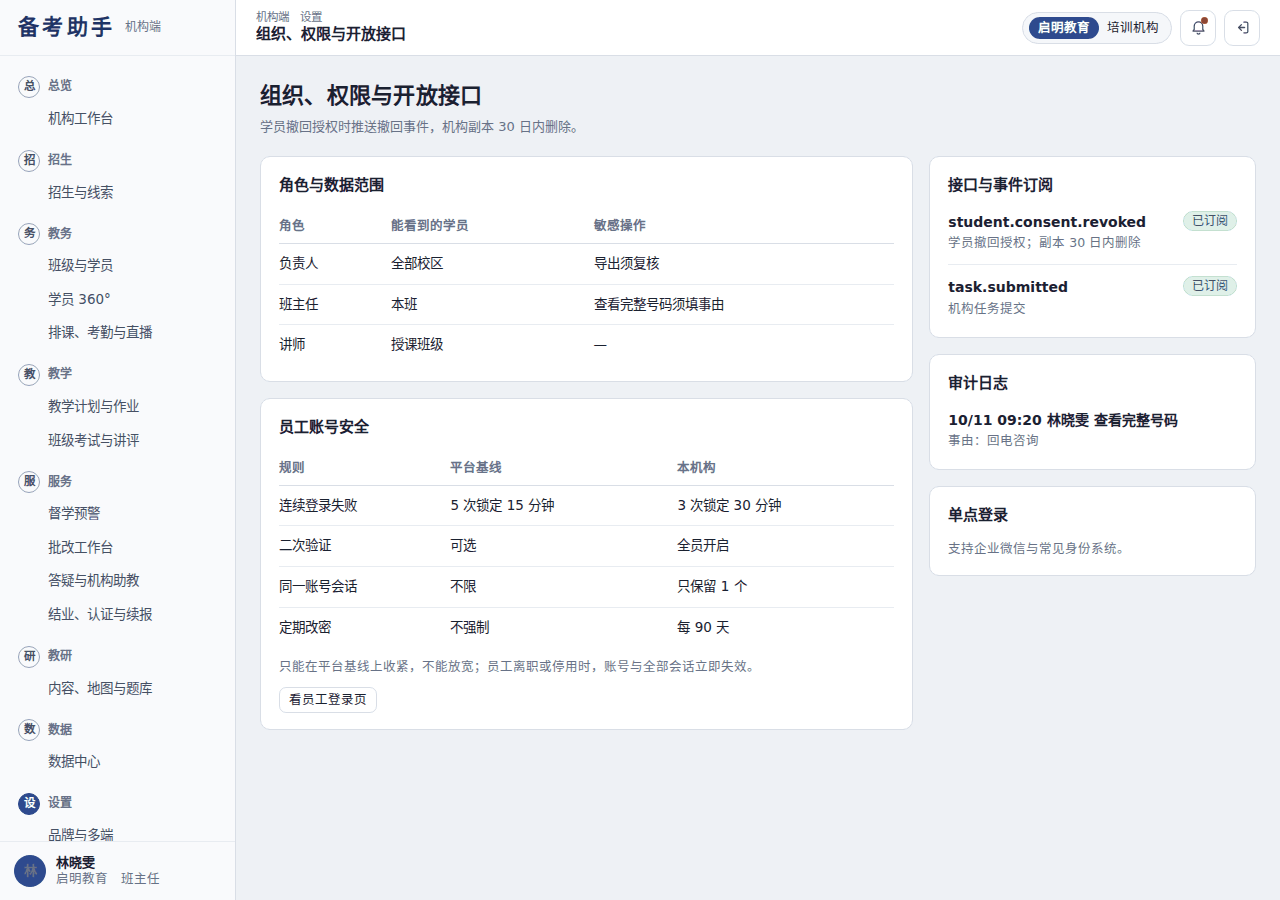 备考助手 机构端
总 总览
机构工作台
招 招生
招生与线索
务 教务
班级与学员
学员 360°
排课、考勤与直播
教 教学
教学计划与作业
班级考试与讲评
服 服务
督学预警
批改工作台
答疑与机构助教
结业、认证与续报
研 教研
内容、地图与题库
数 数据
数据中心
设 设置
品牌与多端
林 林晓雯
启明教育 班主任
机构端 设置
组织、权限与开放接口
启明教育 培训机构
组织、权限与开放接口
学员撤回授权时推送撤回事件，机构副本 30 日内删除。
角色与数据范围
角色 能看到的学员 敏感操作
负责人 全部校区 导出须复核
班主任 本班 查看完整号码须填事由
讲师 授课班级 —
员工账号安全
规则 平台基线 本机构
连续登录失败 5 次锁定 15 分钟 3 次锁定 30 分钟
二次验证 可选 全员开启
同一账号会话 不限 只保留 1 个
定期改密 不强制 每 90 天
只能在平台基线上收紧，不能放宽；员工离职或停用时，账号与全部会话立即失效。
看员工登录页
接口与事件订阅
student.consent.revoked 已订阅
学员撤回授权；副本 30 日内删除
task.submitted 已订阅
机构任务提交
审计日志
10/11 09:20 林晓雯 查看完整号码
事由：回电咨询
单点登录
支持企业微信与常见身份系统。